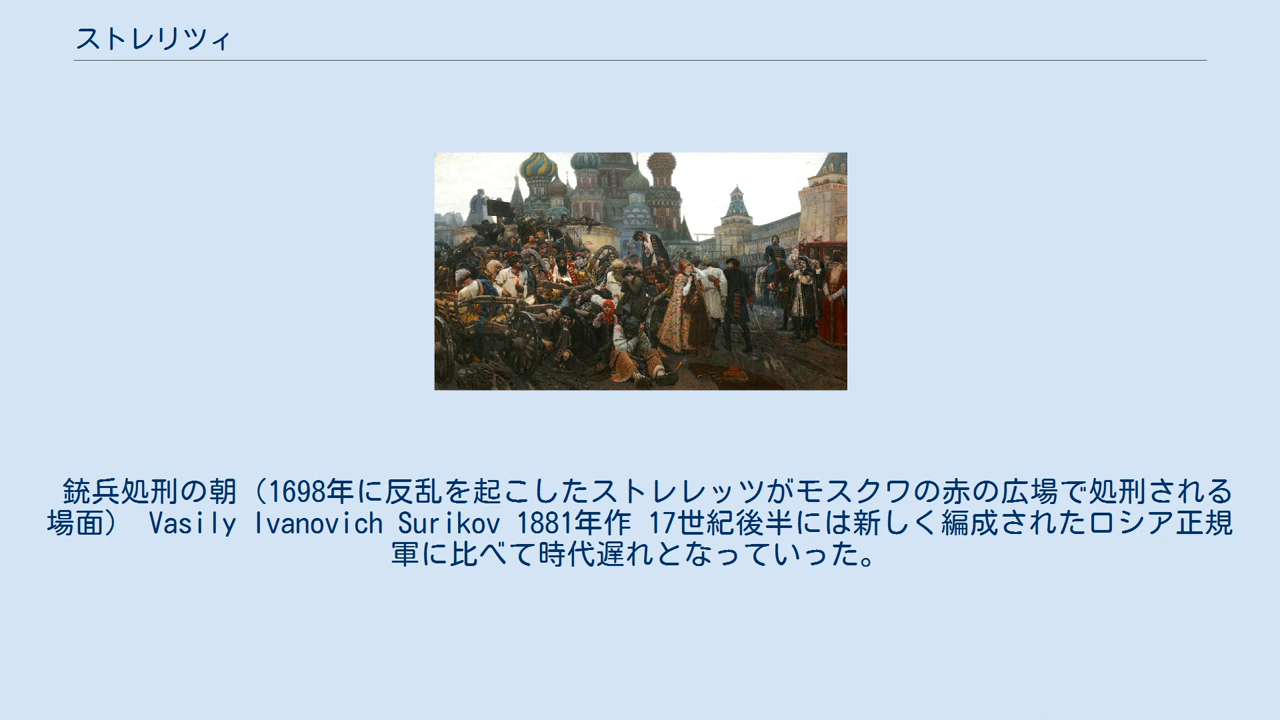 ストレリツィ
銃兵処刑の朝（1698年に反乱を起こしたストレレッツがモスクワの赤の広場で処刑される
場面） Vasily Ivanovich Surikov 1881年作 17世紀後半には新しく編成されたロシア正規
軍に比べて時代遅れとなっていった。